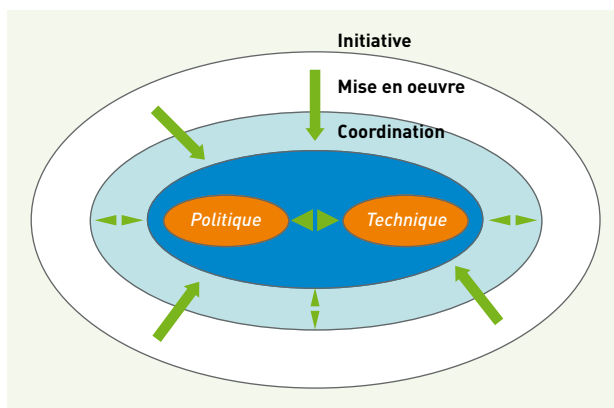 Initiative
Mise en oeuvre
Coordination
Politique
Technique